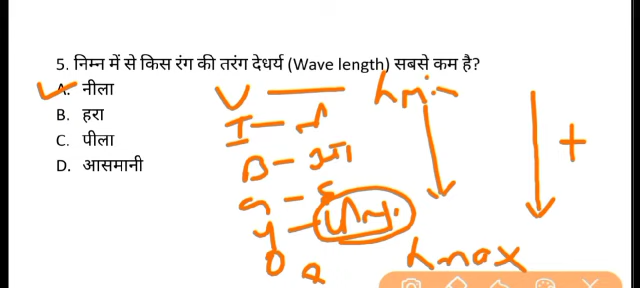 5. निम्न में से किस रंग की तरंग देधर्य (Wave length) सबसे कम है?
A. नीला
B. हरा
C. पीला
D. आसमानी
V — λmin
I — नी
B — आ
G — ह
Y —
O
λmax
+